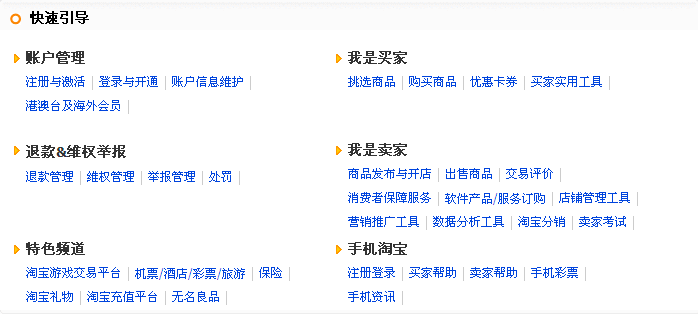 快速引导
账户管理
注册与激活 登录与开通 账户信息维护
港澳台及海外会员
我是买家
挑选商品 购买商品 优惠卡券 买家实用工具
退款&维权举报
退款管理 维权管理 举报管理 处罚
我是卖家
商品发布与开店 出售商品 交易评价
消费者保障服务 软件产品/服务订购 店铺管理工具
营销推广工具 数据分析工具 淘宝分销 卖家考试
特色频道
淘宝游戏交易平台 机票/酒店/彩票/旅游 保险
淘宝礼物 淘宝充值平台 无名良品
手机淘宝
注册登录 买家帮助 卖家帮助 手机彩票
手机资讯